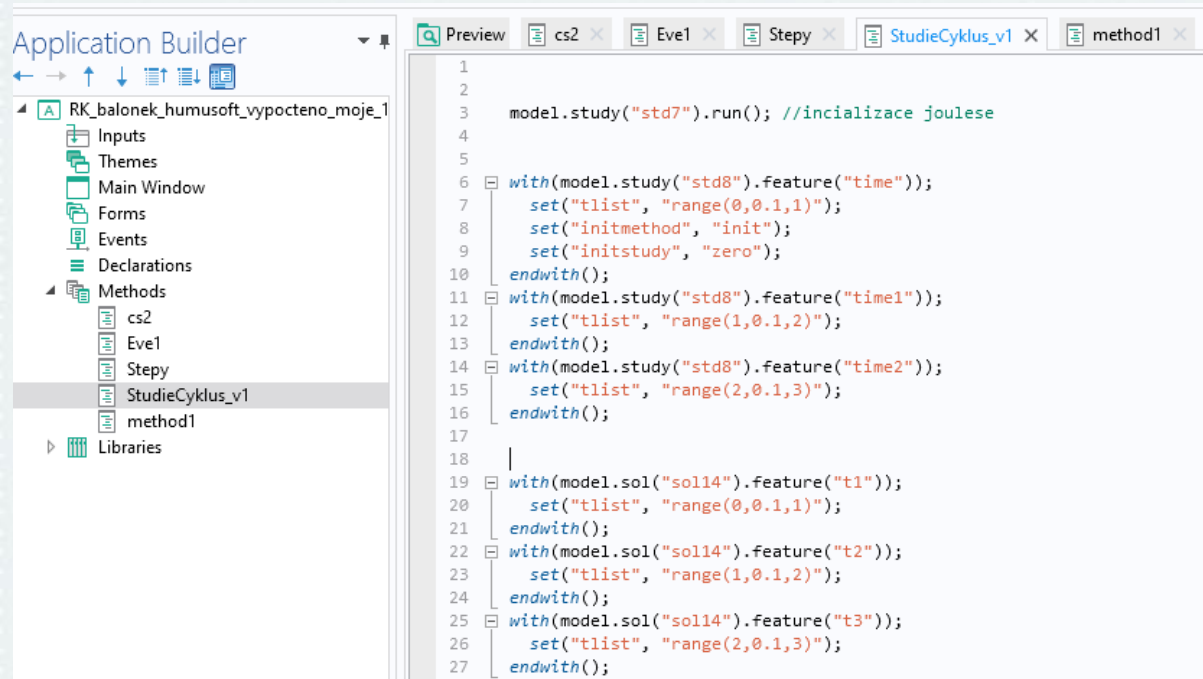 Application Builder
RK_balonek_humusoft_vypocteno_moje_1
Inputs
Themes
Main Window
Forms
Events
Declarations
Methods
cs2
Eve1
Stepy
StudieCyklus_v1
method1
Libraries
Preview cs2 Eve1 Stepy StudieCyklus_v1 method1
1
2
3 model.study("std7").run(); //incializace joulese
4
5
6 with(model.study("std8").feature("time"));
7 set("tlist", "range(0,0.1,1)");
8 set("initmethod", "init");
9 set("initstudy", "zero");
10 endwith();
11 with(model.study("std8").feature("time1"));
12 set("tlist", "range(1,0.1,2)");
13 endwith();
14 with(model.study("std8").feature("time2"));
15 set("tlist", "range(2,0.1,3)");
16 endwith();
17
18
19 with(model.sol("sol14").feature("t1"));
20 set("tlist", "range(0,0.1,1)");
21 endwith();
22 with(model.sol("sol14").feature("t2"));
23 set("tlist", "range(1,0.1,2)");
24 endwith();
25 with(model.sol("sol14").feature("t3"));
26 set("tlist", "range(2,0.1,3)");
27 endwith();